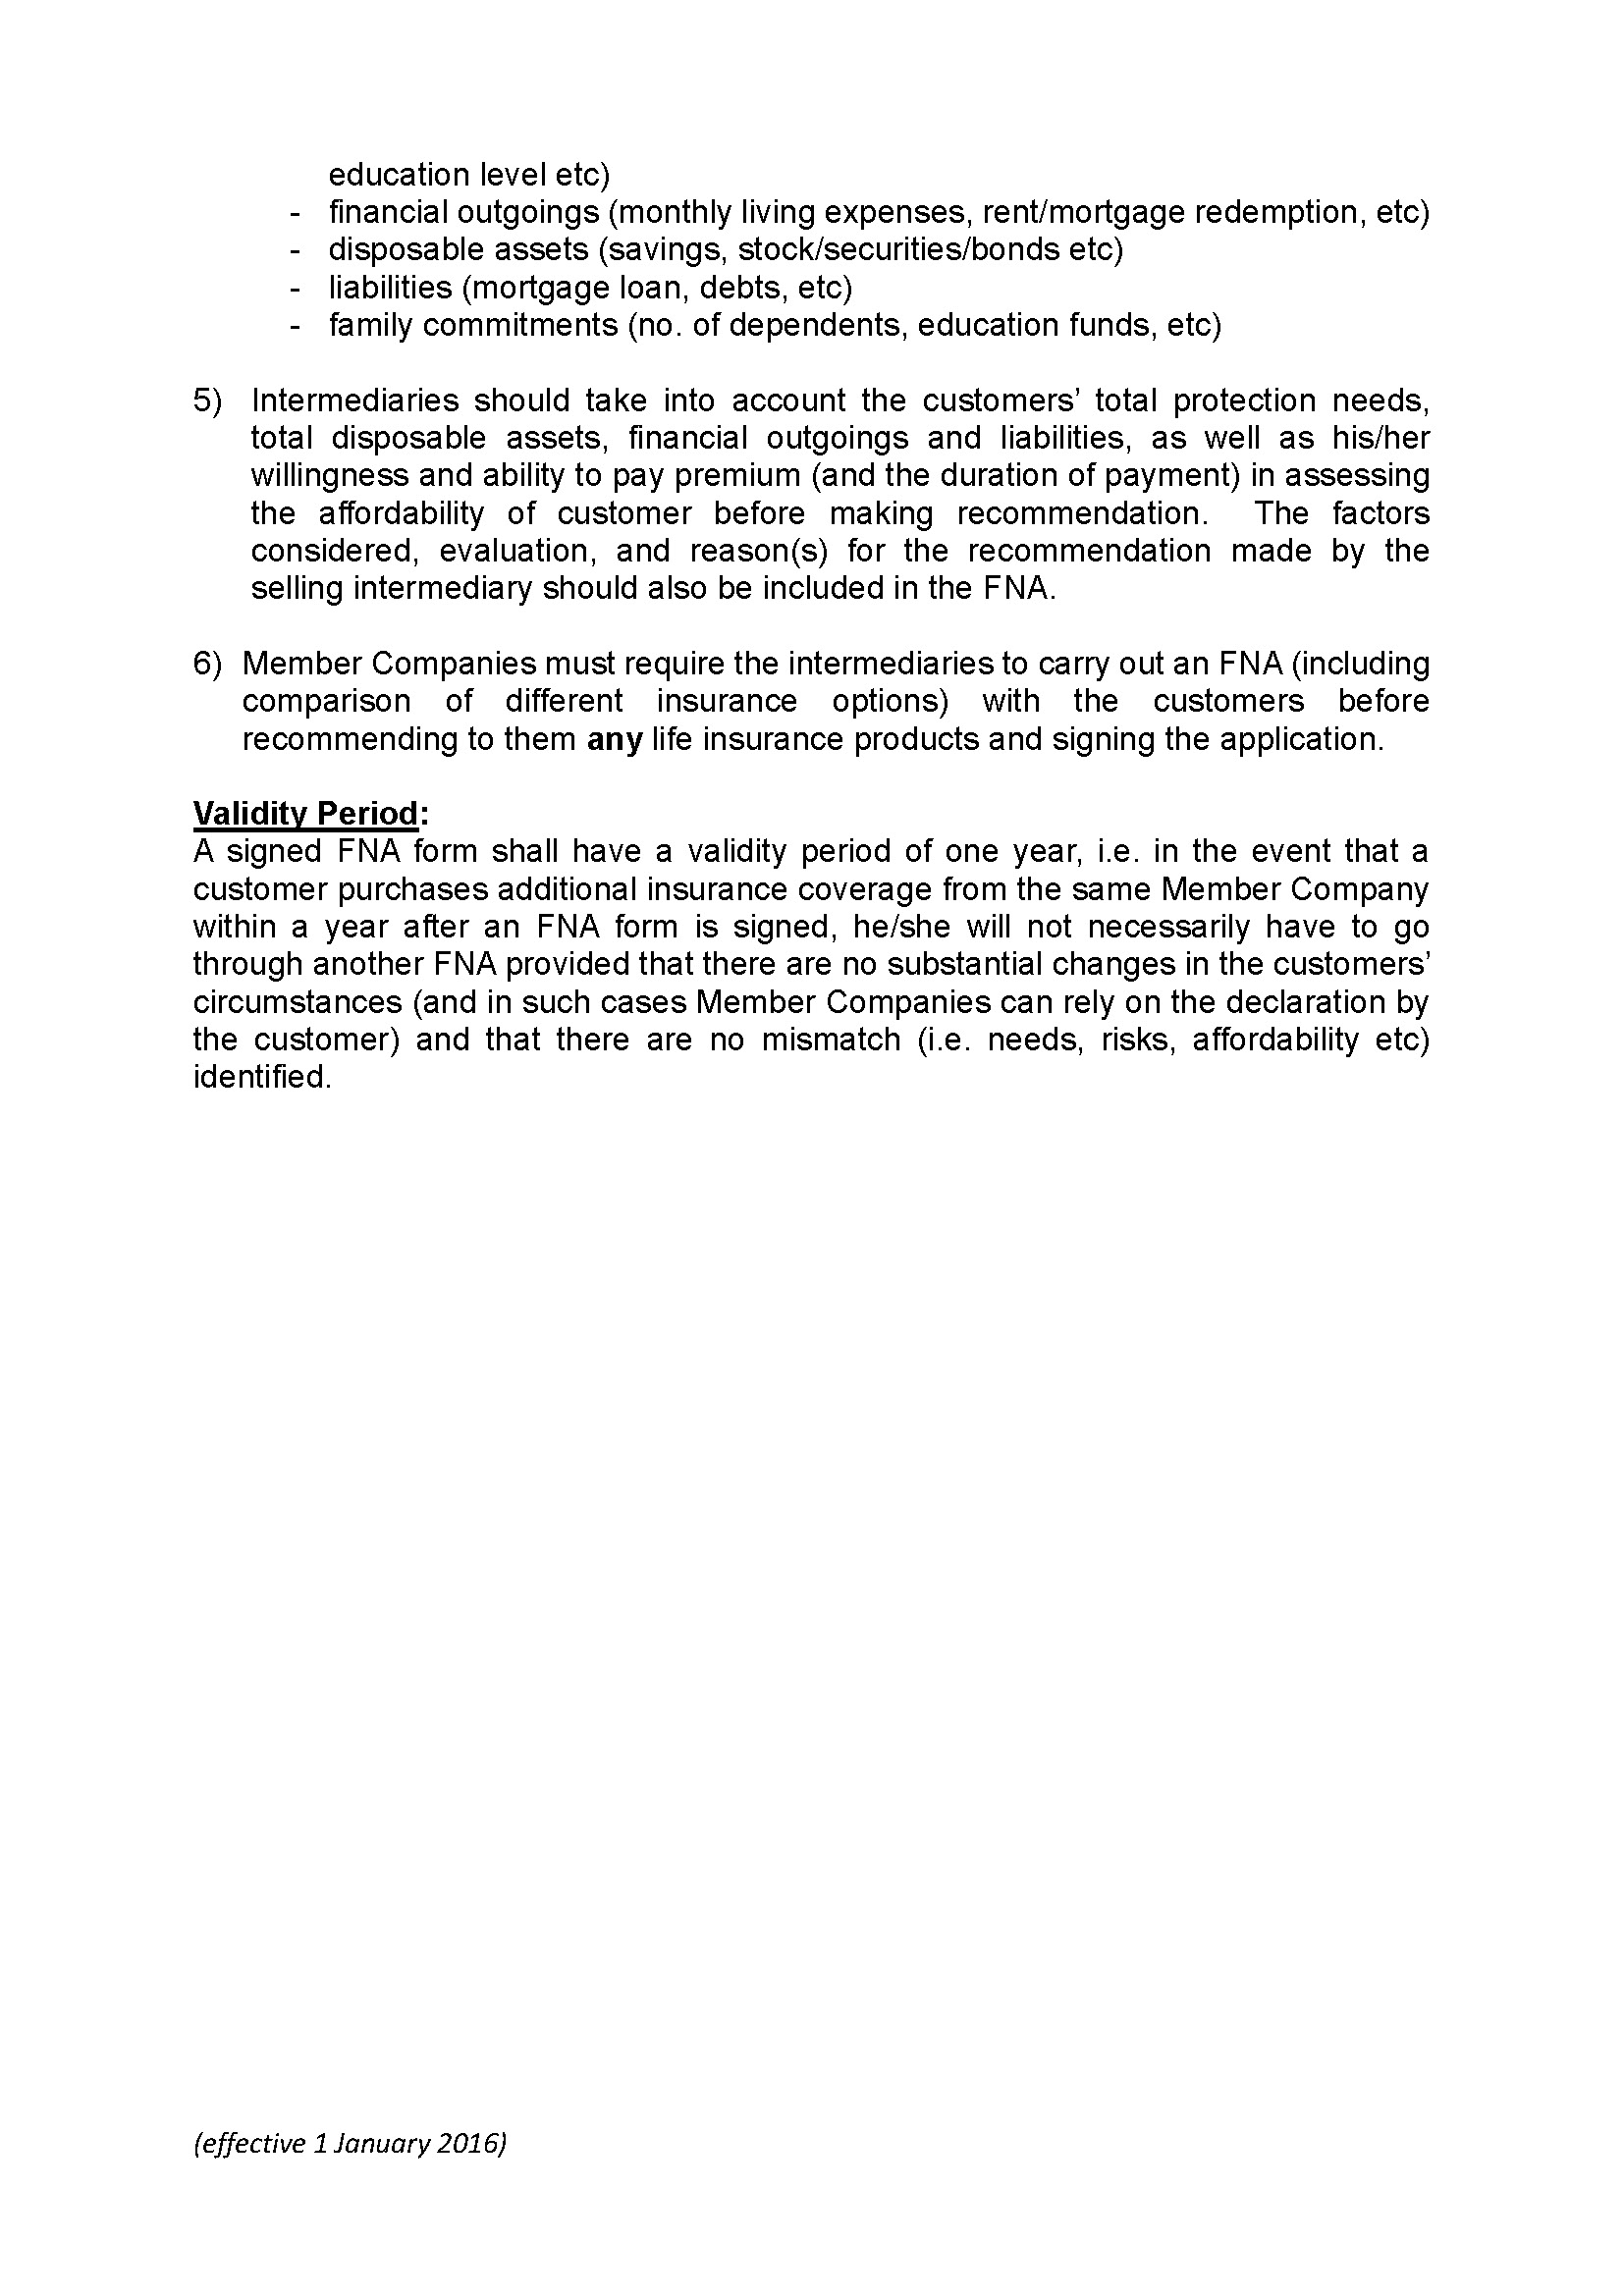 education level etc)
- financial outgoings (monthly living expenses, rent/mortgage redemption, etc)
- disposable assets (savings, stock/securities/bonds etc)
- liabilities (mortgage loan, debts, etc)
- family commitments (no. of dependents, education funds, etc)
5) Intermediaries should take into account the customers’ total protection needs,
total disposable assets, financial outgoings and liabilities, as well as his/her
willingness and ability to pay premium (and the duration of payment) in assessing
the affordability of customer before making recommendation. The factors
considered, evaluation, and reason(s) for the recommendation made by the
selling intermediary should also be included in the FNA.
6) Member Companies must require the intermediaries to carry out an FNA (including
comparison of different insurance options) with the customers before
recommending to them any life insurance products and signing the application.
Validity Period:
A signed FNA form shall have a validity period of one year, i.e. in the event that a
customer purchases additional insurance coverage from the same Member Company
within a year after an FNA form is signed, he/she will not necessarily have to go
through another FNA provided that there are no substantial changes in the customers’
circumstances (and in such cases Member Companies can rely on the declaration by
the customer) and that there are no mismatch (i.e. needs, risks, affordability etc)
identified.
(effective 1 January 2016)